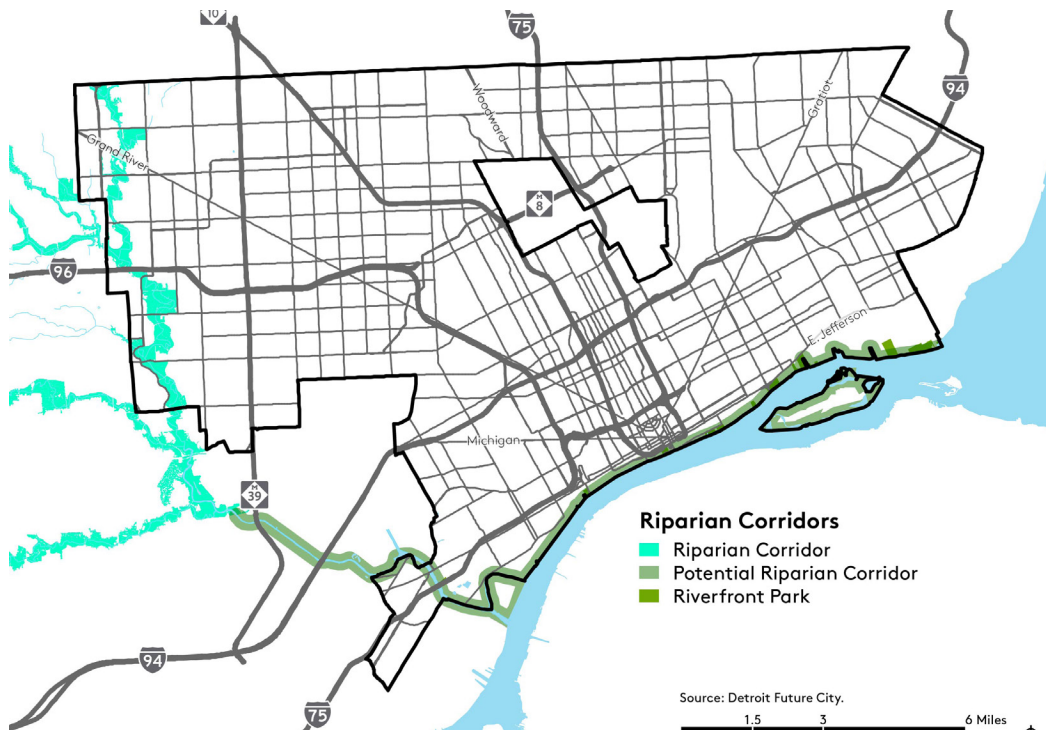 10
75
94
Woodward
Gratiot
Grand River
M
8
96
E. Jefferson
Michigan
M
39
Riparian Corridors
Riparian Corridor
Potential Riparian Corridor
Riverfront Park
94
75
Source: Detroit Future City.
1.5 3 6 Miles